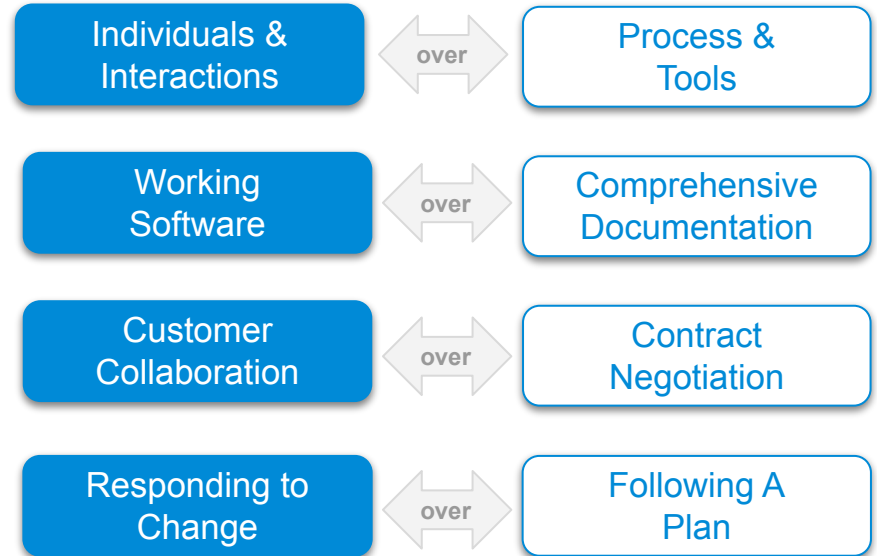 Individuals &
Interactions
over
Process &
Tools
Working
Software
over
Comprehensive
Documentation
Customer
Collaboration
over
Contract
Negotiation
Responding to
Change
over
Following A
Plan